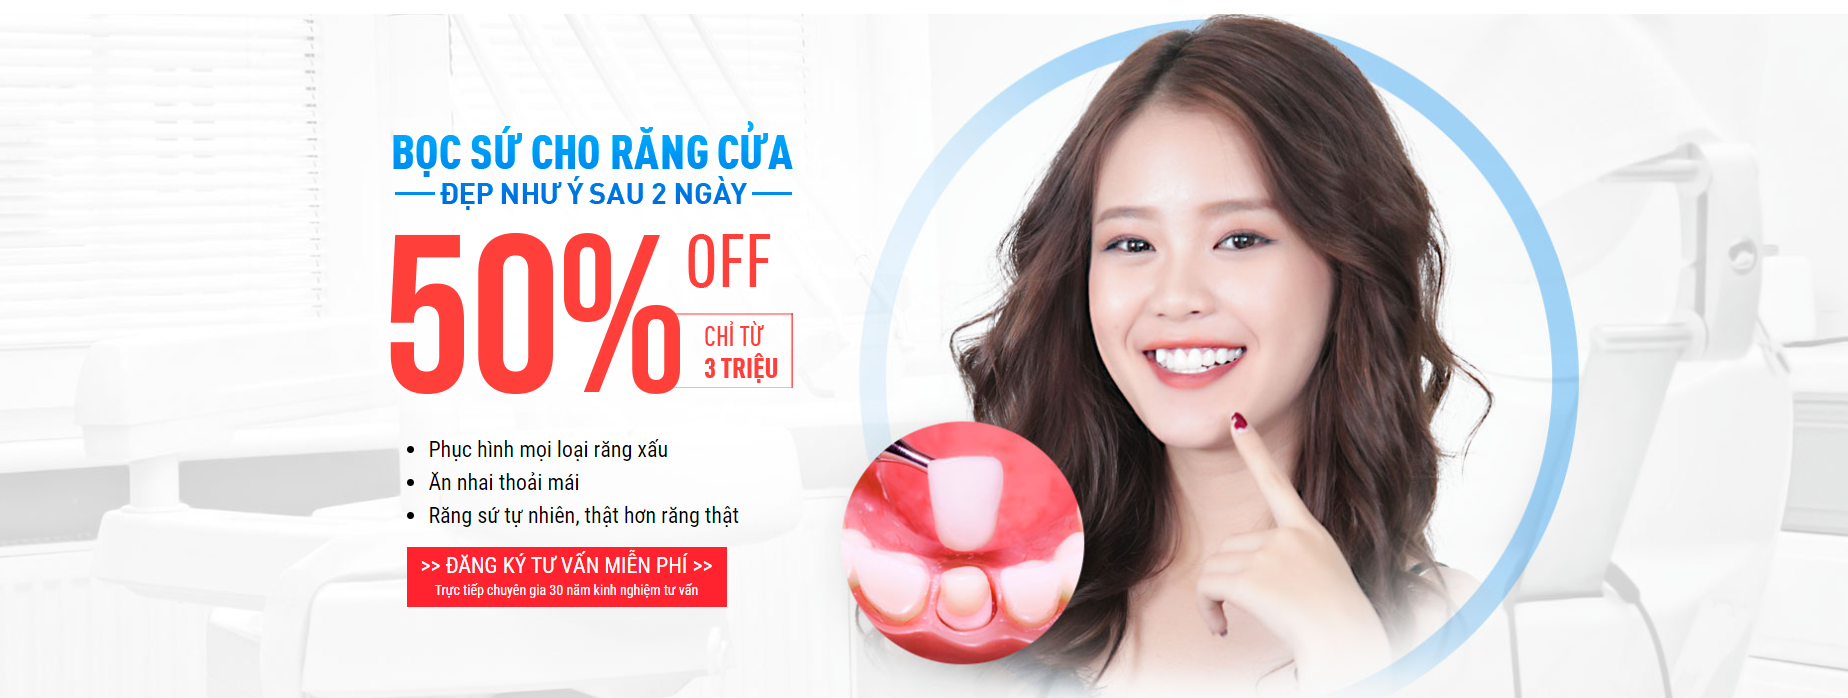 BỌC SỨ CHO RĂNG CỬA
ĐẸP NHƯ Ý SAU 2 NGÀY
50% OFF
CHỈ TỪ
3 TRIỆU
• Phục hình mọi loại răng xấu
• Ăn nhai thoải mái
• Răng sứ tự nhiên, thật hơn răng thật
>> ĐĂNG KÝ TƯ VẤN MIỄN PHÍ >>
Trực tiếp chuyên gia 30 năm kinh nghiệm tư vấn